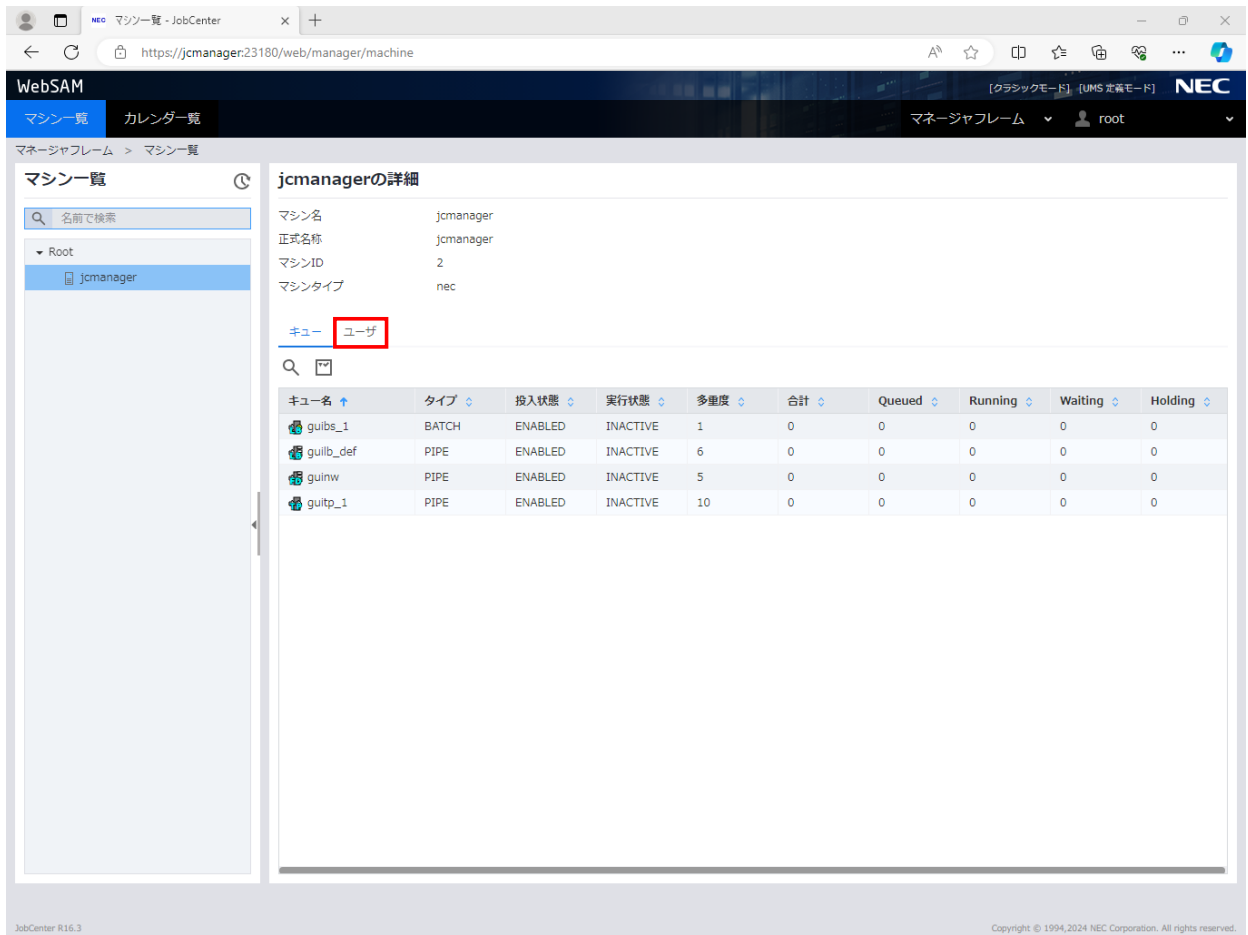 NEC マシン一覧 - JobCenter
https://jcmanager:23180/web/manager/machine
WebSAM
[クラシックモード] [UMS 定義モード] NEC
マシン一覧 カレンダ一覧 マネージャフレーム root
マネージャフレーム > マシン一覧
マシン一覧
名前で検索
Root
jcmanager
jcmanagerの詳細
マシン名 jcmanager
正式名称 jcmanager
マシンID 2
マシンタイプ nec
キュー ユーザ
キュー名 タイプ 投入状態 実行状態 多重度 合計 Queued Running Waiting Holding
guibs_1 BATCH ENABLED INACTIVE 1 0 0 0 0 0
guilb_def PIPE ENABLED INACTIVE 6 0 0 0 0 0
guinw PIPE ENABLED INACTIVE 5 0 0 0 0 0
guitp_1 PIPE ENABLED INACTIVE 10 0 0 0 0 0
JobCenter R16.3
Copyright © 1994,2024 NEC Corporation. All rights reserved.